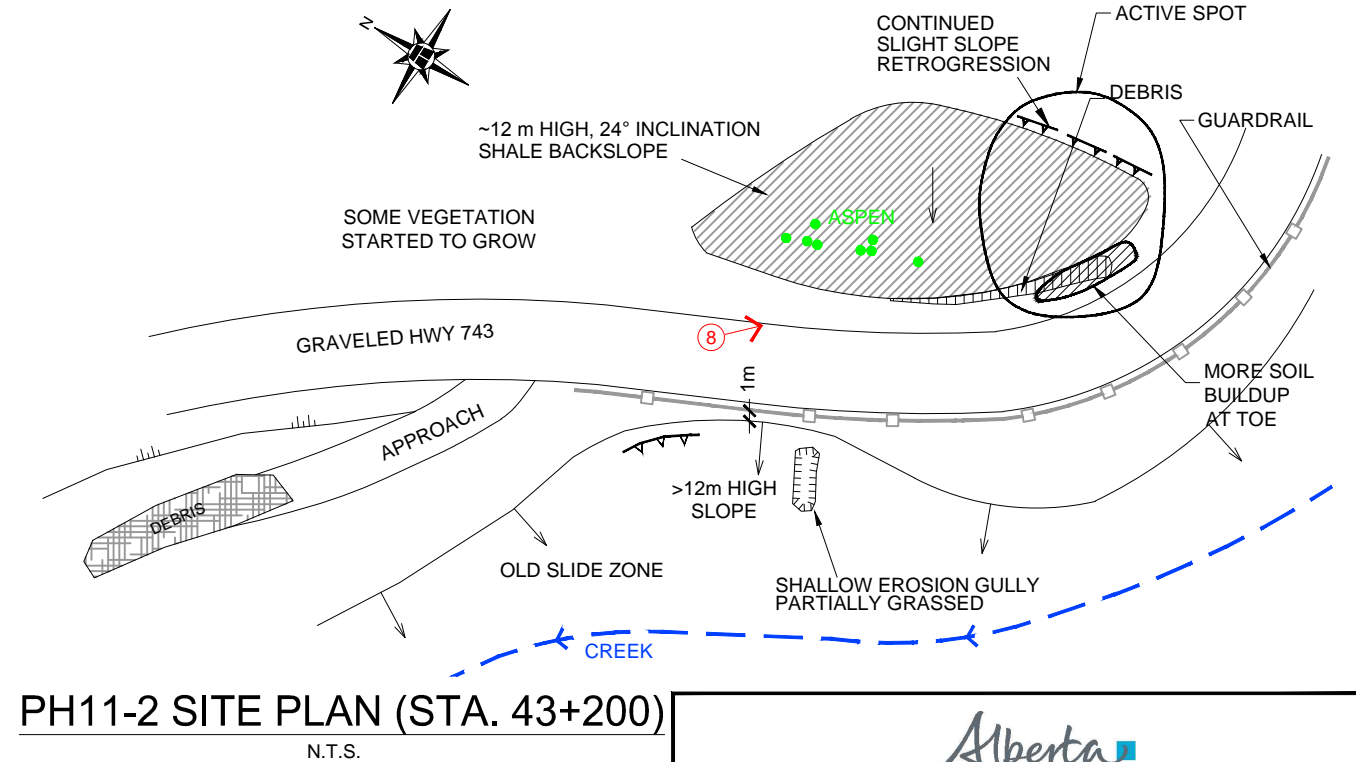 N
CONTINUED
SLIGHT SLOPE
RETROGRESSION
ACTIVE SPOT
DEBRIS
GUARDRAIL
~12 m HIGH, 24° INCLINATION
SHALE BACKSLOPE
SOME VEGETATION
STARTED TO GROW
ASPEN
GRAVELED HWY 743
8
1m
MORE SOIL
BUILDUP
AT TOE
APPROACH
DEBRIS
>12m HIGH
SLOPE
OLD SLIDE ZONE
SHALLOW EROSION GULLY
PARTIALLY GRASSED
CREEK
PH11-2 SITE PLAN (STA. 43+200)
N.T.S.
Alberta